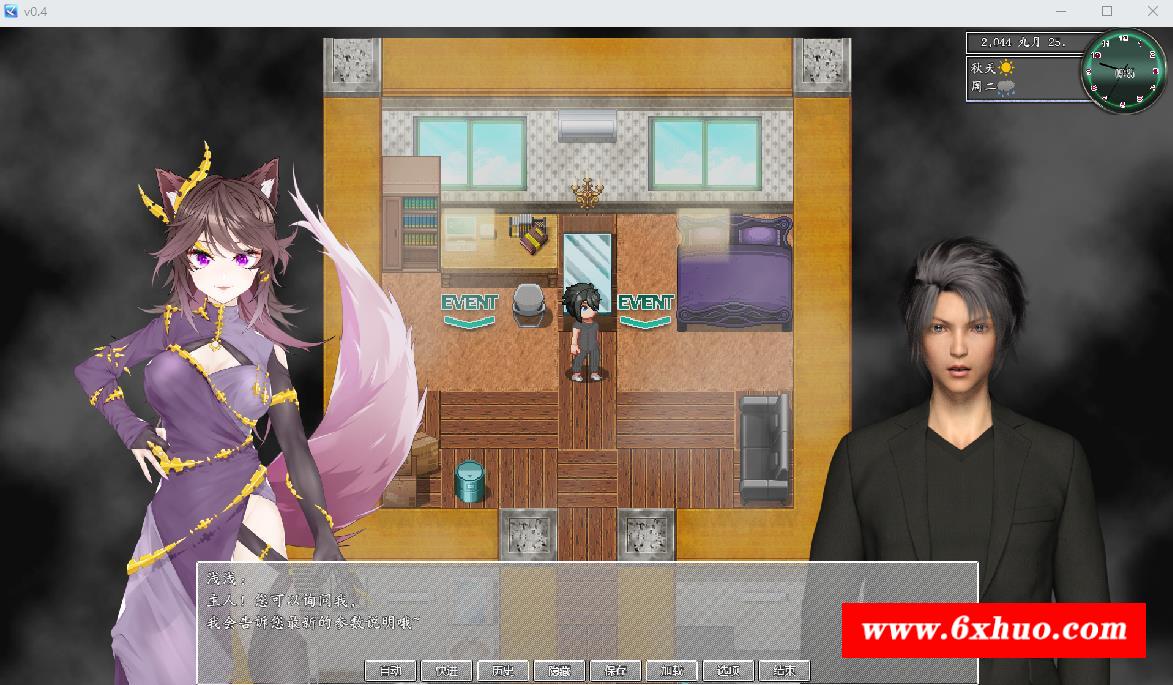 v0.4
2,044 九月 25.
秋天
周二
EVENT
EVENT
浅浅：
主人！您可以询问我，
我会告诉您最新的参数说明哦~
www.6xhuo.com
自动 快进 历史 隐藏 保存 加载 选项 结束